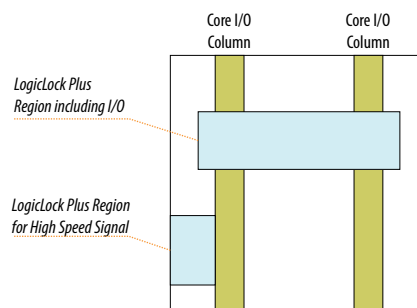 Core I/O
Column
Core I/O
Column
LogicLock Plus
Region including I/O
LogicLock Plus Region
for High Speed Signal